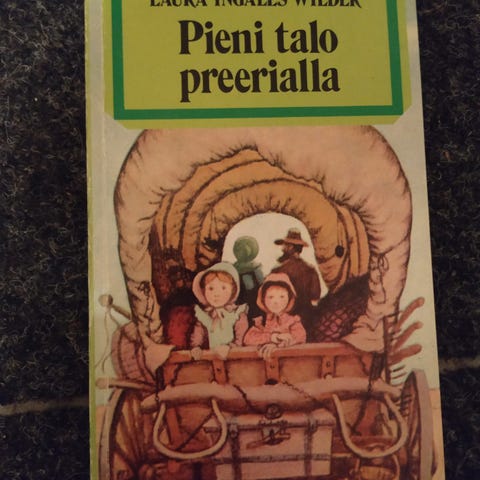 LAURA INGALLS WILDER
Pieni talo
preerialla